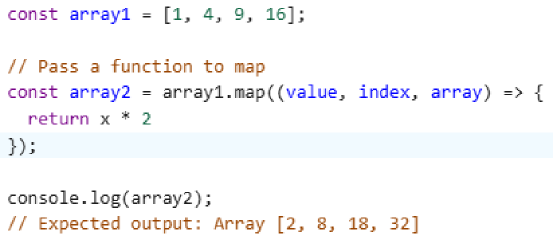 const array1 = [1, 4, 9, 16];
// Pass a function to map
const array2 = array1.map((value, index, array) => {
  return x * 2
});
console.log(array2);
// Expected output: Array [2, 8, 18, 32]